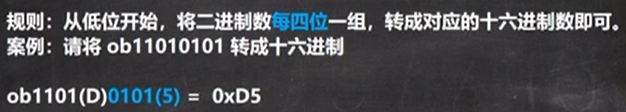 规则：从低位开始，将二进制数每四位一组，转成对应的十六进制数即可。
案例：请将 ob11010101 转成十六进制
ob1101(D)0101(5) = 0xD5